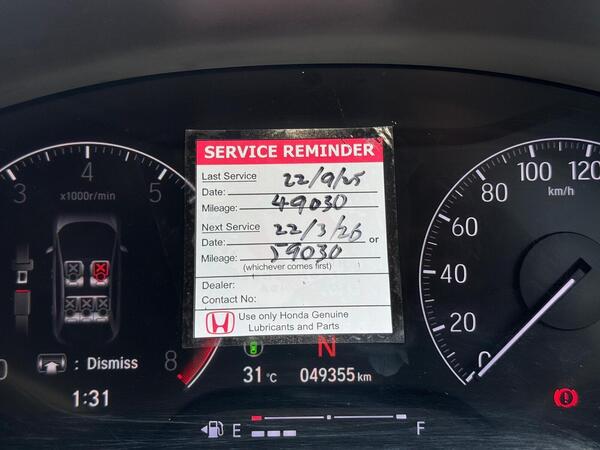 SERVICE REMINDER
Last Service
Date: 22/9/25
Mileage: 49030
Next Service
Date: 22/3/26 or
Mileage: 59030
(whichever comes first)
Dealer:
Contact No:
Use only Honda Genuine
Lubricants and Parts
3 4 5
x1000r/min
0 8
: Dismiss
1:31
31 °C
N
049355 km
E F
0 20 40 60 80 100 120
km/h